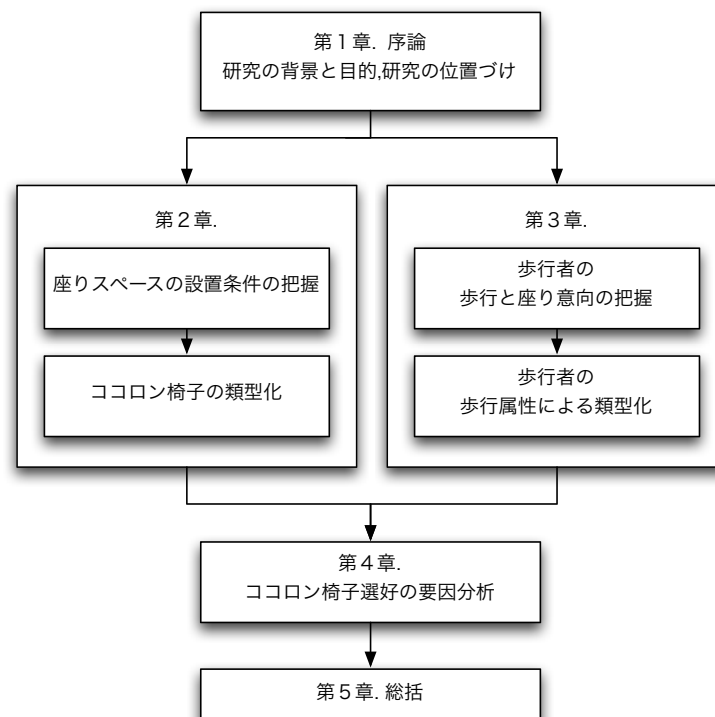 第1章. 序論
研究の背景と目的,研究の位置づけ
第2章.
座りスペースの設置条件の把握
ココロン椅子の類型化
第3章.
歩行者の
歩行と座り意向の把握
歩行者の
歩行属性による類型化
第4章.
ココロン椅子選好の要因分析
第5章. 総括